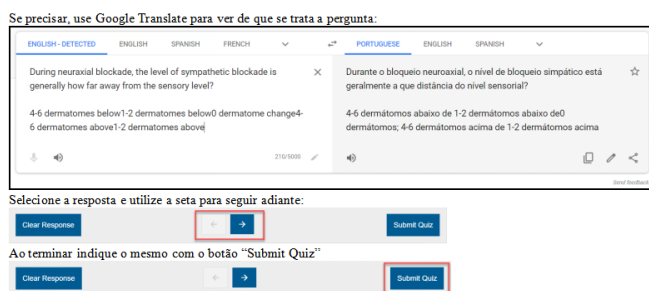 Se precisar, use Google Translate para ver de que se trata a pergunta:
ENGLISH - DETECTED ENGLISH SPANISH FRENCH PORTUGUESE ENGLISH SPANISH
During neuraxial blockade, the level of sympathetic blockade is
generally how far away from the sensory level?
4-6 dermatomes below1-2 dermatomes below0 dermatome change4-
6 dermatomes above1-2 dermatomes above
Durante o bloqueio neuroaxial, o nível de bloqueio simpático está
geralmente a que distância do nível sensorial?
4-6 dermátomos abaixo de 1-2 dermátomos abaixo de0
dermátomos; 4-6 dermátomos acima de 1-2 dermátomos acima
210/5000
Send feedback
Selecione a resposta e utilize a seta para seguir adiante:
Clear Response Submit Quiz
Ao terminar indique o mesmo com o botão “Submit Quiz”
Clear Response Submit Quiz